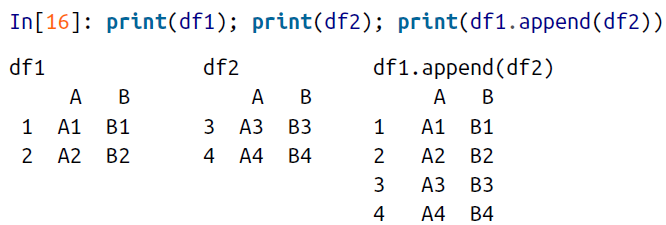 In[16]: print(df1); print(df2); print(df1.append(df2))
df1 df2 df1.append(df2)
A B A B A B
1 A1 B1 3 A3 B3 1 A1 B1
2 A2 B2 4 A4 B4 2 A2 B2
3 A3 B3
4 A4 B4